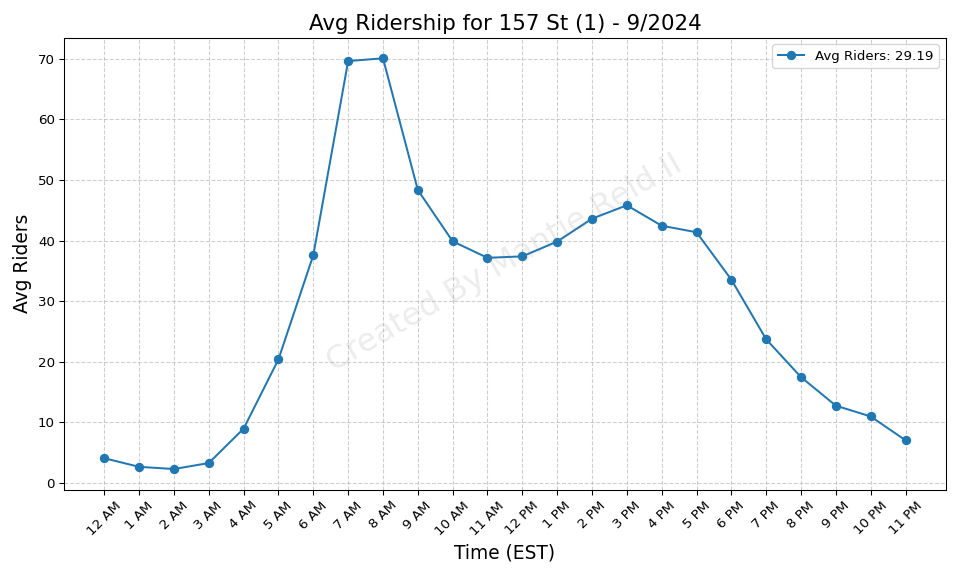 Avg Ridership for 157 St (1) - 9/2024
Avg Riders: 29.19
Avg Riders
70
60
50
40
30
20
10
0
Created By Mantie Reid II
12 AM
1 AM
2 AM
3 AM
4 AM
5 AM
6 AM
7 AM
8 AM
9 AM
10 AM
11 AM
12 PM
1 PM
2 PM
3 PM
4 PM
5 PM
6 PM
7 PM
8 PM
9 PM
10 PM
11 PM
Time (EST)